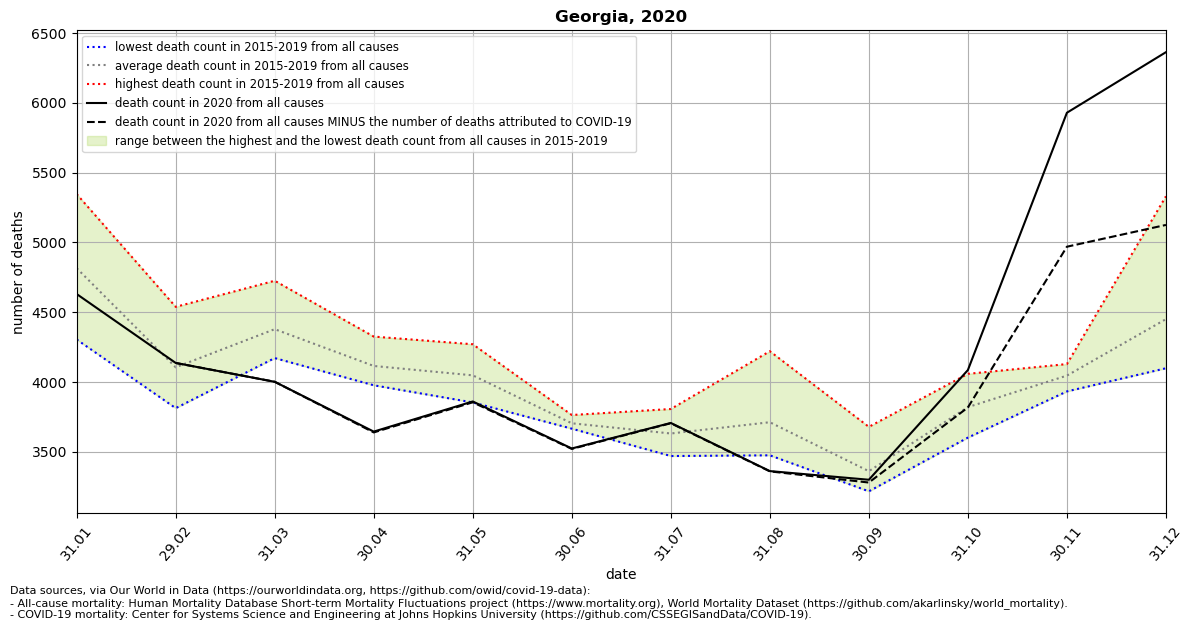 Georgia, 2020
lowest death count in 2015-2019 from all causes
average death count in 2015-2019 from all causes
highest death count in 2015-2019 from all causes
death count in 2020 from all causes
death count in 2020 from all causes MINUS the number of deaths attributed to COVID-19
range between the highest and the lowest death count from all causes in 2015-2019
number of deaths
6500
6000
5500
5000
4500
4000
3500
31.01
29.02
31.03
30.04
31.05
30.06
31.07
31.08
30.09
31.10
30.11
31.12
date
Data sources, via Our World in Data (https://ourworldindata.org, https://github.com/owid/covid-19-data):
- All-cause mortality: Human Mortality Database Short-term Mortality Fluctuations project (https://www.mortality.org), World Mortality Dataset (https://github.com/akarlinsky/world_mortality).
- COVID-19 mortality: Center for Systems Science and Engineering at Johns Hopkins University (https://github.com/CSSEGISandData/COVID-19).